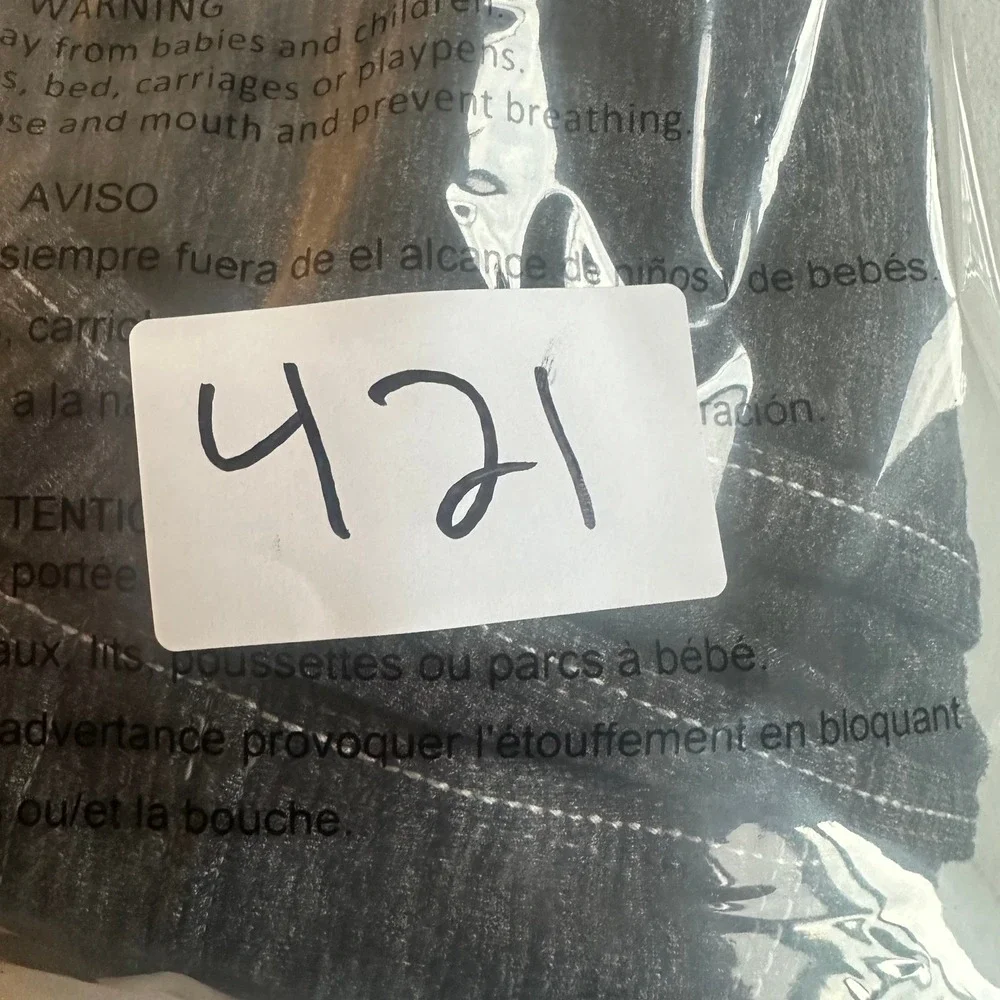 WARNING
ay from babies and children.
s, bed, carriages or playpens.
ose and mouth and prevent breathing.
AVISO
siempre fuera de el alcance de niños y de bebés.
, carrio
a la na ración.
421
TENTIO
portée
aux, lits, poussettes ou parcs à bébé.
advertance provoquer l'étouffement en bloquant
ou/et la bouche.